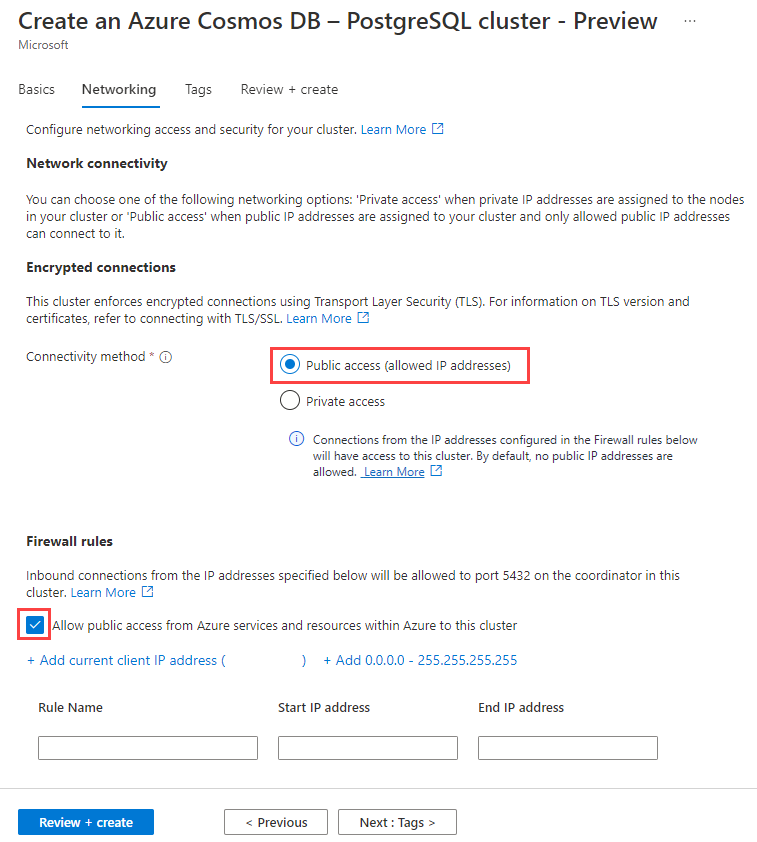 Create an Azure Cosmos DB – PostgreSQL cluster - Preview ...
Microsoft
Basics Networking Tags Review + create
Configure networking access and security for your cluster. Learn More
Network connectivity
You can choose one of the following networking options: 'Private access' when private IP addresses are assigned to the nodes
in your cluster or 'Public access' when public IP addresses are assigned to your cluster and only allowed public IP addresses
can connect to it.
Encrypted connections
This cluster enforces encrypted connections using Transport Layer Security (TLS). For information on TLS version and
certificates, refer to connecting with TLS/SSL. Learn More
Connectivity method *
Public access (allowed IP addresses)
Private access
Connections from the IP addresses configured in the Firewall rules below
will have access to this cluster. By default, no public IP addresses are
allowed. Learn More
Firewall rules
Inbound connections from the IP addresses specified below will be allowed to port 5432 on the coordinator in this
cluster. Learn More
Allow public access from Azure services and resources within Azure to this cluster
+ Add current client IP address ( ) + Add 0.0.0.0 - 255.255.255.255
Rule Name Start IP address End IP address
Review + create < Previous Next : Tags >